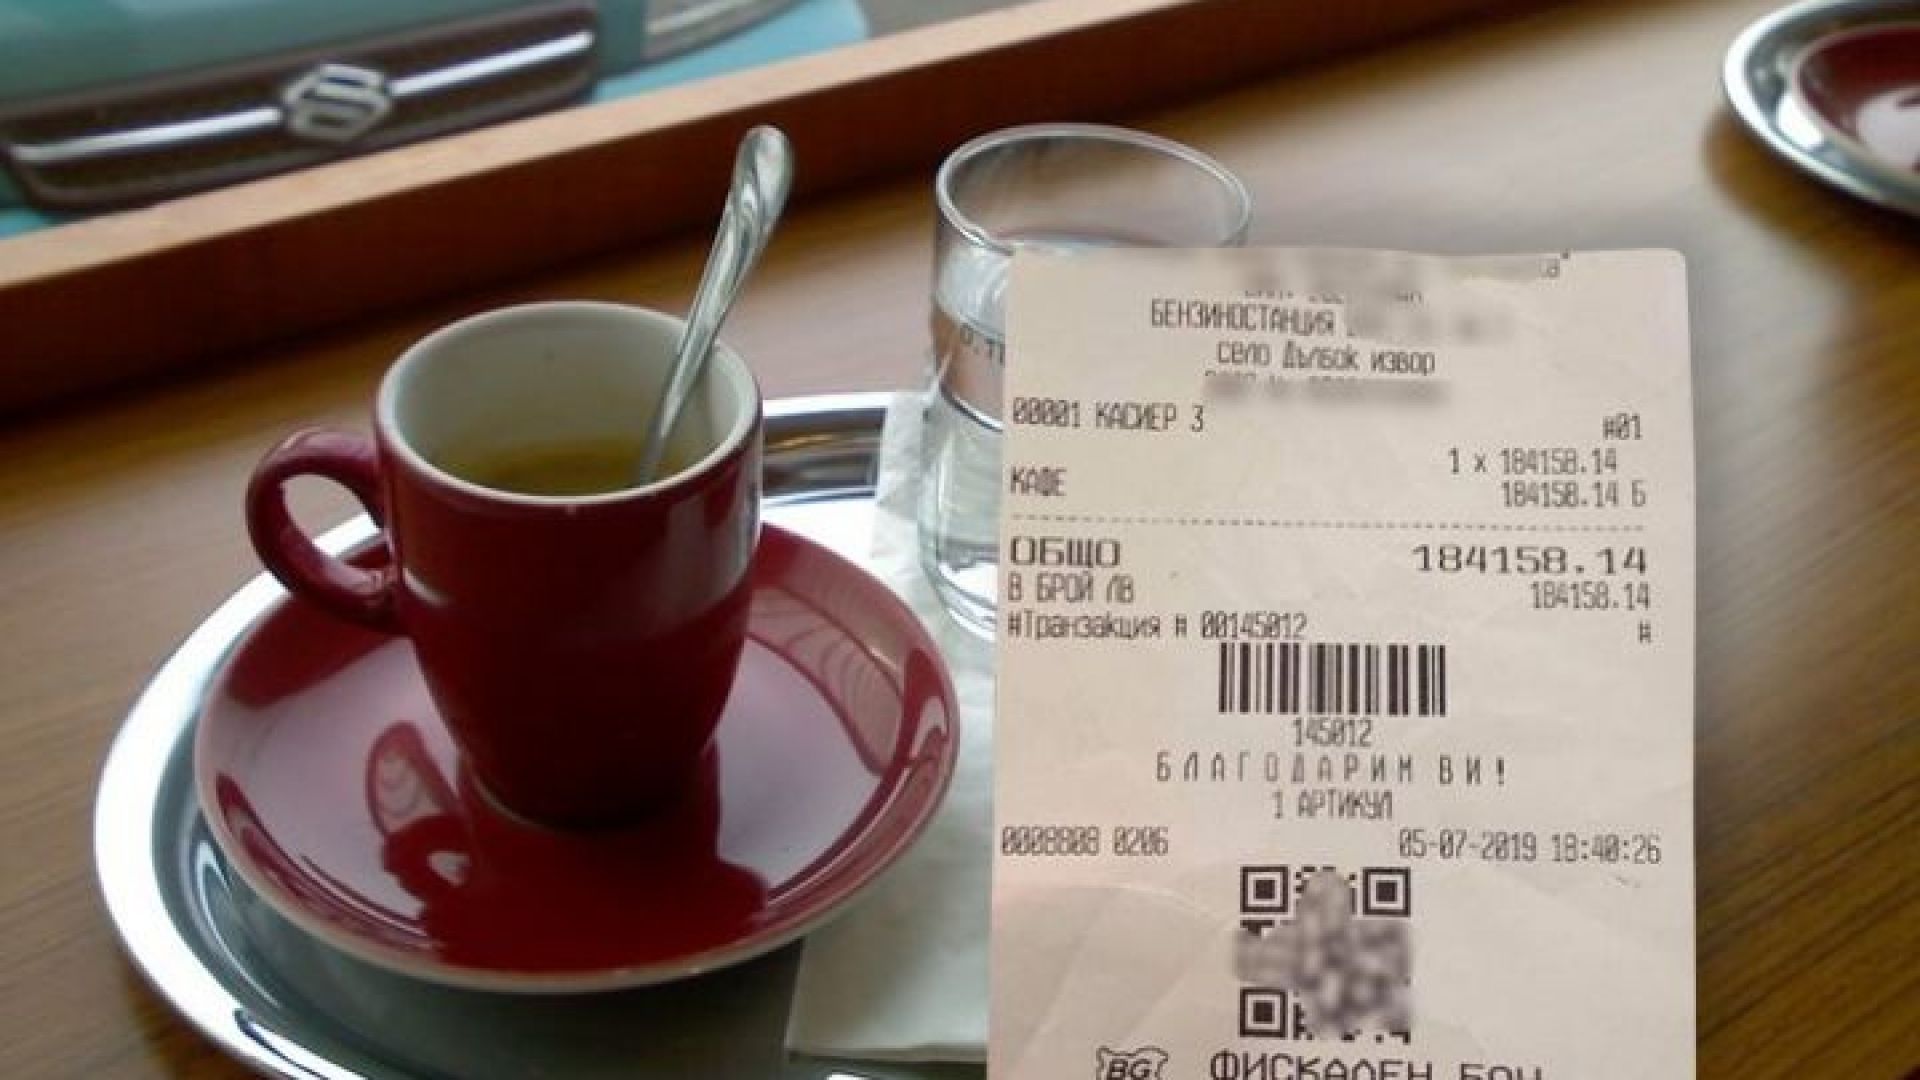 БЕНЗИНОСТАНЦИЯ
село Дълбок извор
00001 КАСИЕР 3 #01
1 x 184158.14
КАФЕ 184158.14 Б
ОБЩО 184158.14
В БРОЙ ЛВ 184158.14
#Транзакция # 00145012 #
145012
БЛАГОДАРИМ ВИ!
1 АРТИКУЛ
0008808 0206 05-07-2019 18:40:26
BG ФИСКАЛЕН БОН